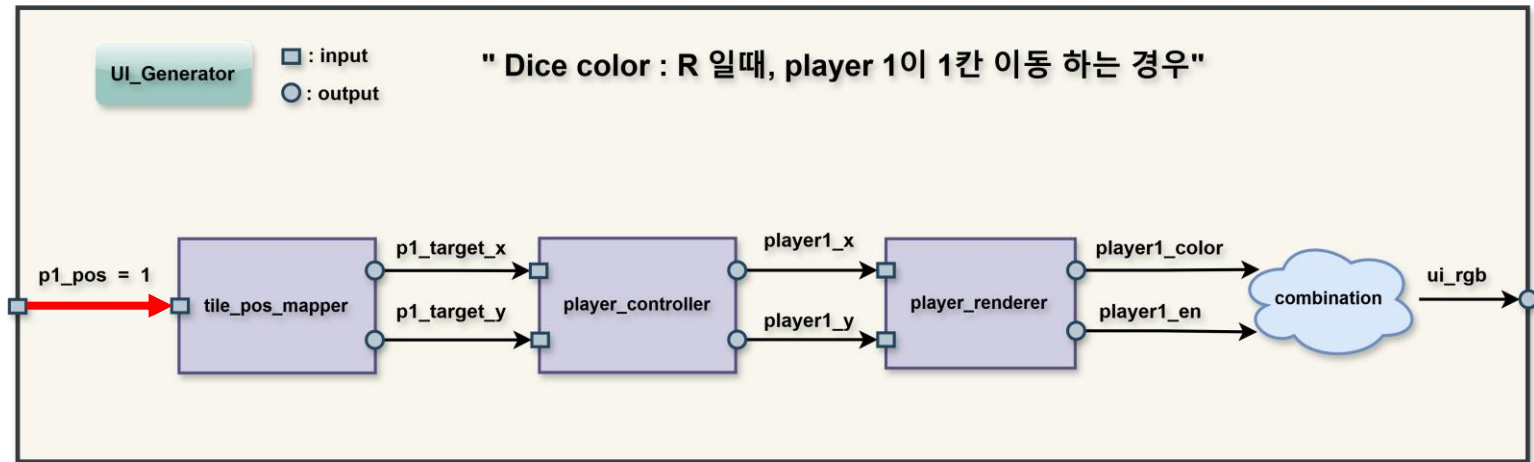 UI_Generator
: input
: output
" Dice color : R 일때, player 1이 1칸 이동 하는 경우"
p1_pos = 1
tile_pos_mapper
p1_target_x
p1_target_y
player_controller
player1_x
player1_y
player_renderer
player1_color
player1_en
combination
ui_rgb